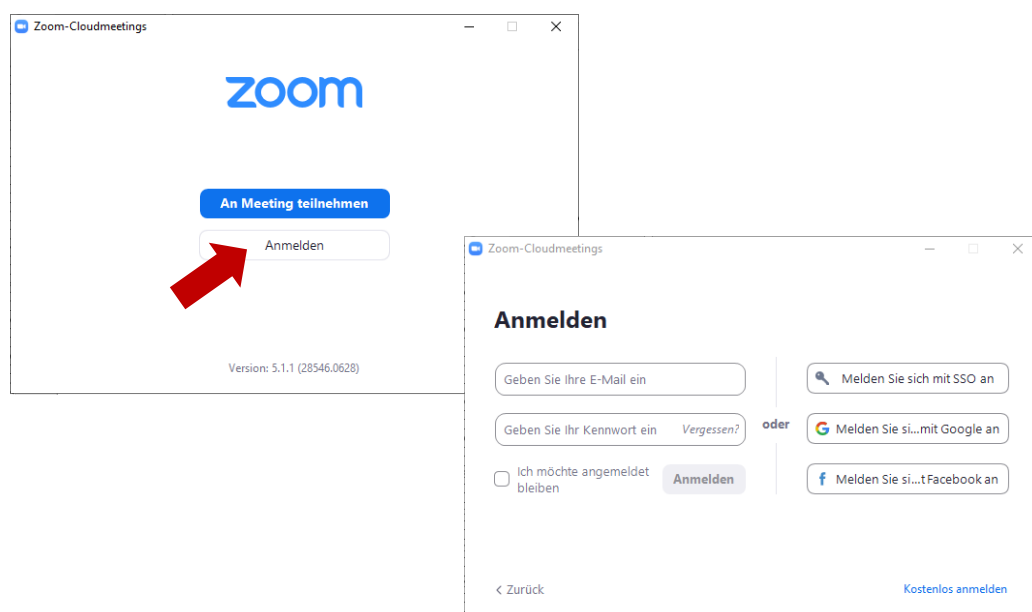 Zoom-Cloudmeetings
zoom
An Meeting teilnehmen
Anmelden
Version: 5.1.1 (28546.0628)
Zoom-Cloudmeetings
Anmelden
Geben Sie Ihre E-Mail ein
Geben Sie Ihr Kennwort ein Vergessen?
Ich möchte angemeldet
bleiben
Anmelden
oder
Melden Sie sich mit SSO an
Melden Sie si...mit Google an
Melden Sie si...t Facebook an
< Zurück
Kostenlos anmelden